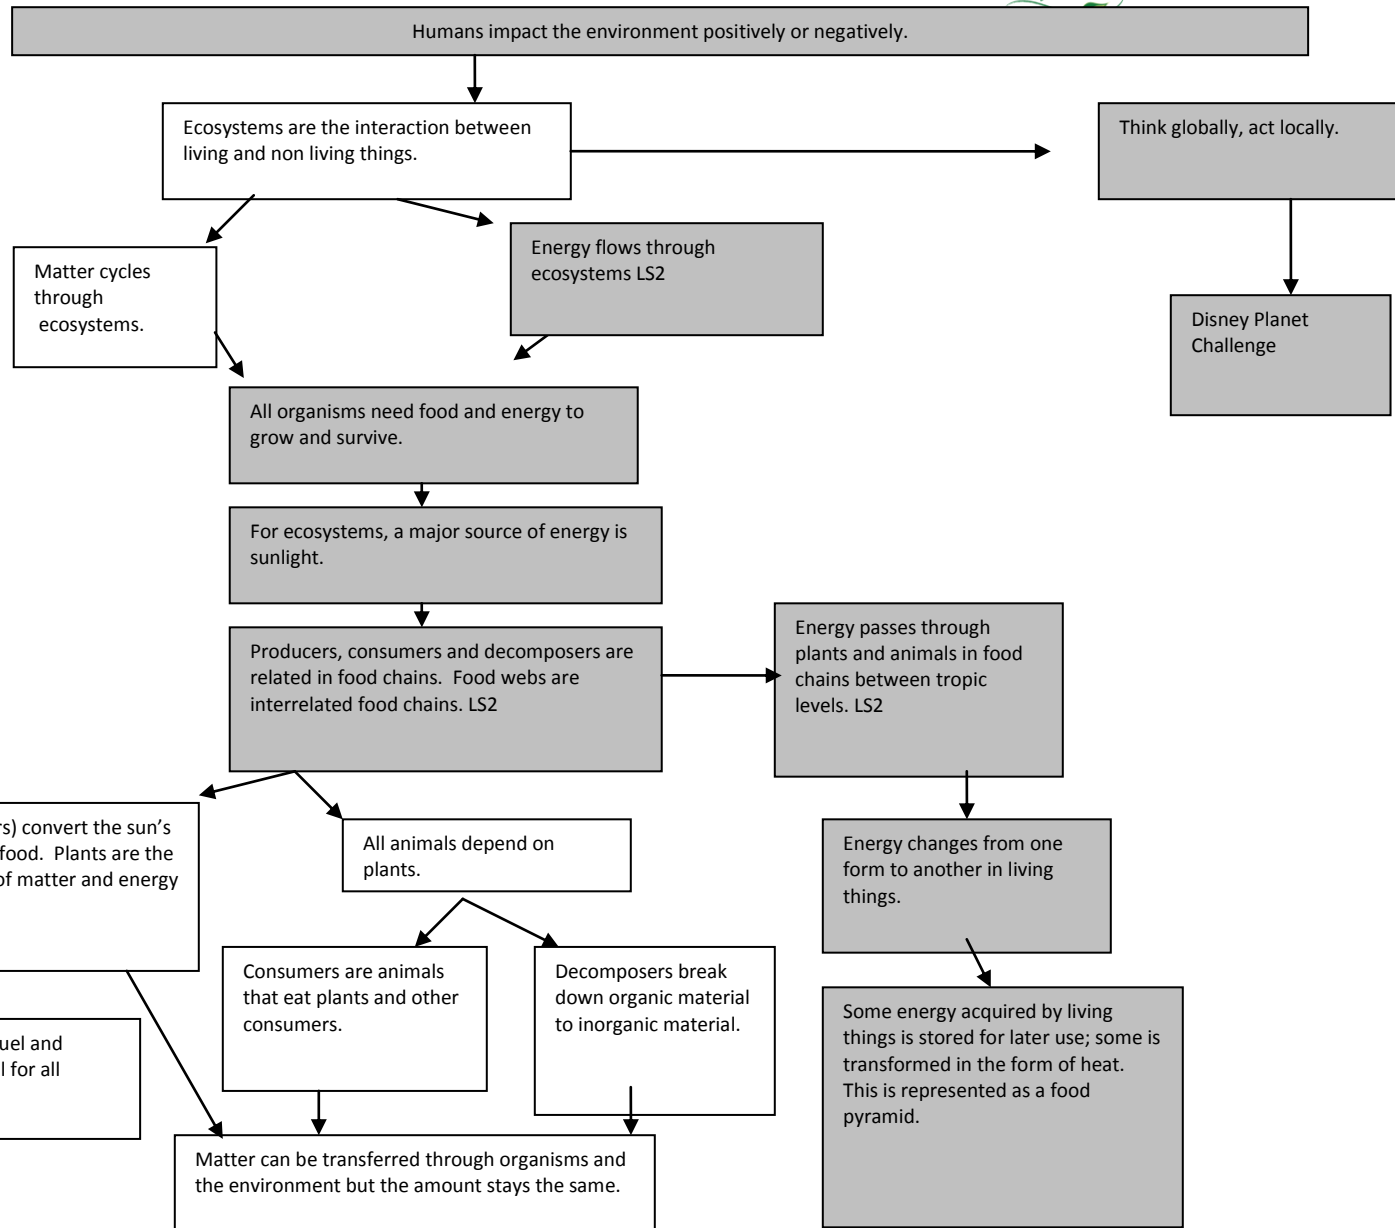 Humans impact the environment positively or negatively.
Ecosystems are the interaction between
living and non living things.
Think globally, act locally.
Matter cycles
through
ecosystems.
Energy flows through
ecosystems LS2
Disney Planet
Challenge
All organisms need food and energy to
grow and survive.
For ecosystems, a major source of energy is
sunlight.
Producers, consumers and decomposers are
related in food chains.  Food webs are
interrelated food chains. LS2
Energy passes through
plants and animals in food
chains between tropic
levels. LS2
rs) convert the sun's
food.  Plants are the
of matter and energy
All animals depend on
plants.
Energy changes from one
form to another in living
things.
Consumers are animals
that eat plants and other
consumers.
Decomposers break
down organic material
to inorganic material.
Some energy acquired by living
things is stored for later use; some is
transformed in the form of heat.
This is represented as a food
pyramid.
uel and
l for all
Matter can be transferred through organisms and
the environment but the amount stays the same.